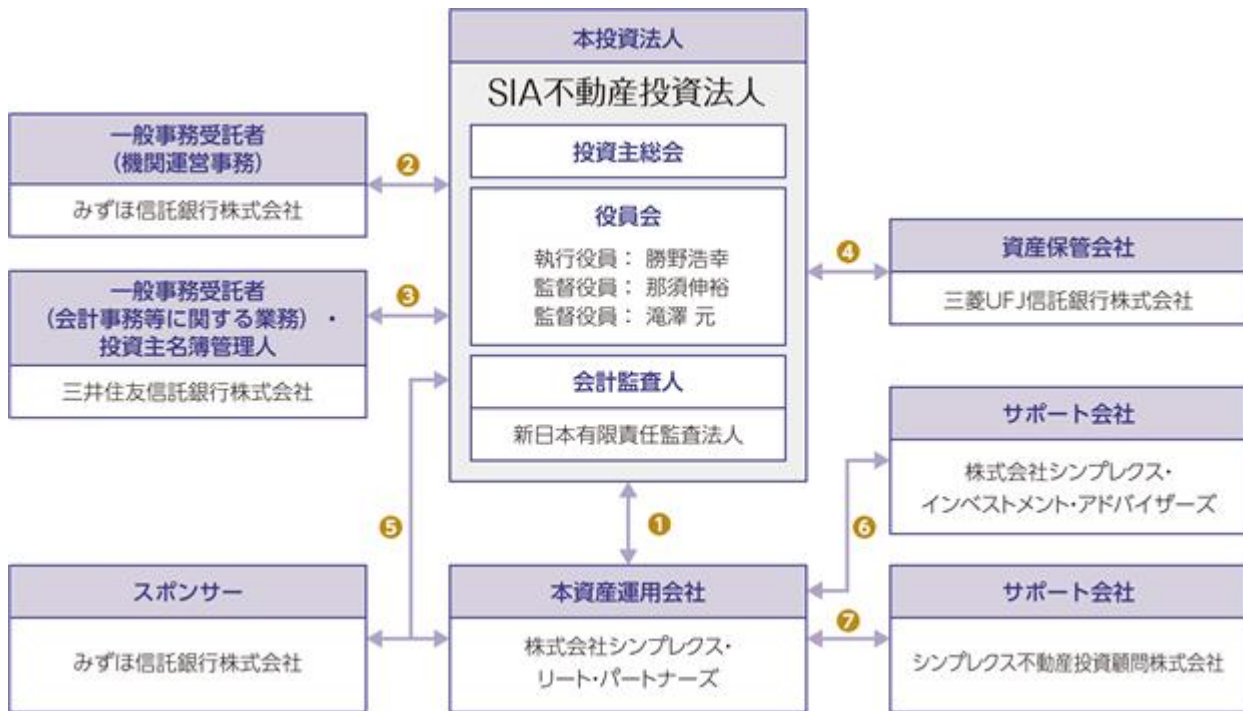 本投資法人
SIA不動産投資法人
投資主総会
役員会
執行役員： 勝野浩幸
監督役員： 那須伸裕
監督役員： 滝澤 元
会計監査人
新日本有限責任監査法人
一般事務受託者
（機関運営事務）
みずほ信託銀行株式会社
❷
一般事務受託者
（会計事務等に関する業務）・
投資主名簿管理人
三井住友信託銀行株式会社
❸
❹
資産保管会社
三菱UFJ信託銀行株式会社
サポート会社
株式会社シンプレクス・
インベストメント・アドバイザーズ
❺
❶
❻
スポンサー
みずほ信託銀行株式会社
本資産運用会社
株式会社シンプレクス・
リート・パートナーズ
❼
サポート会社
シンプレクス不動産投資顧問株式会社